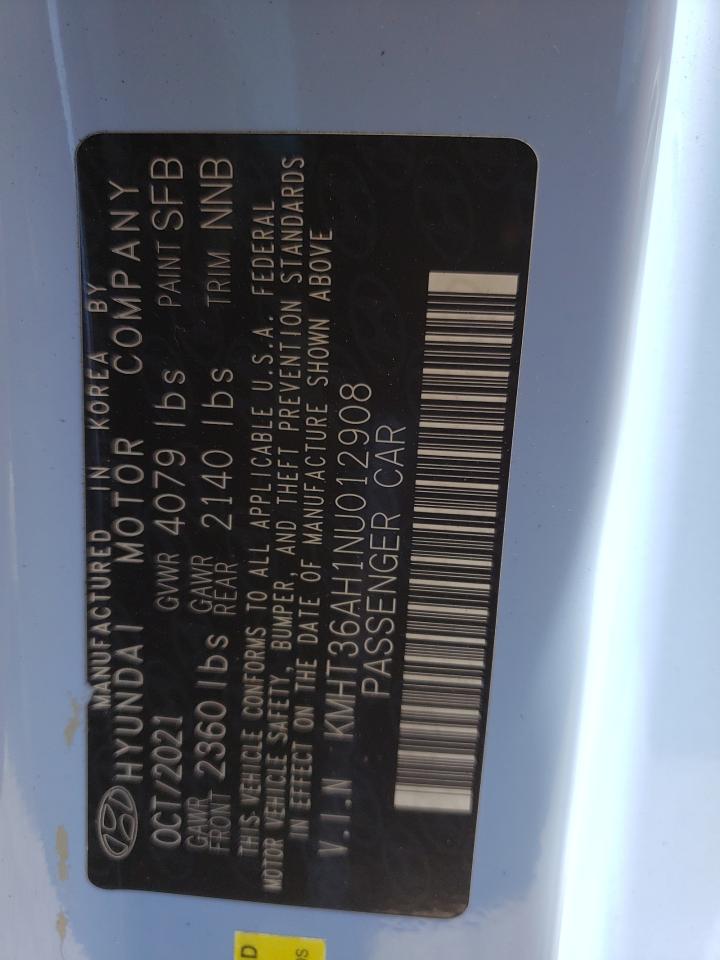 MANUFACTURED IN KOREA BY
HYUNDAI MOTOR COMPANY
OCT/2021 GVWR 4079 lbs PAINT SFB
GAWR FRONT 2360 lbs GAWR REAR 2140 lbs TRIM NNB
THIS VEHICLE CONFORMS TO ALL APPLICABLE U.S.A. FEDERAL
MOTOR VEHICLE SAFETY, BUMPER, AND THEFT PREVENTION STANDARDS
IN EFFECT ON THE DATE OF MANUFACTURE SHOWN ABOVE
V.I.N KMHT36AH1NU012908
PASSENGER CAR